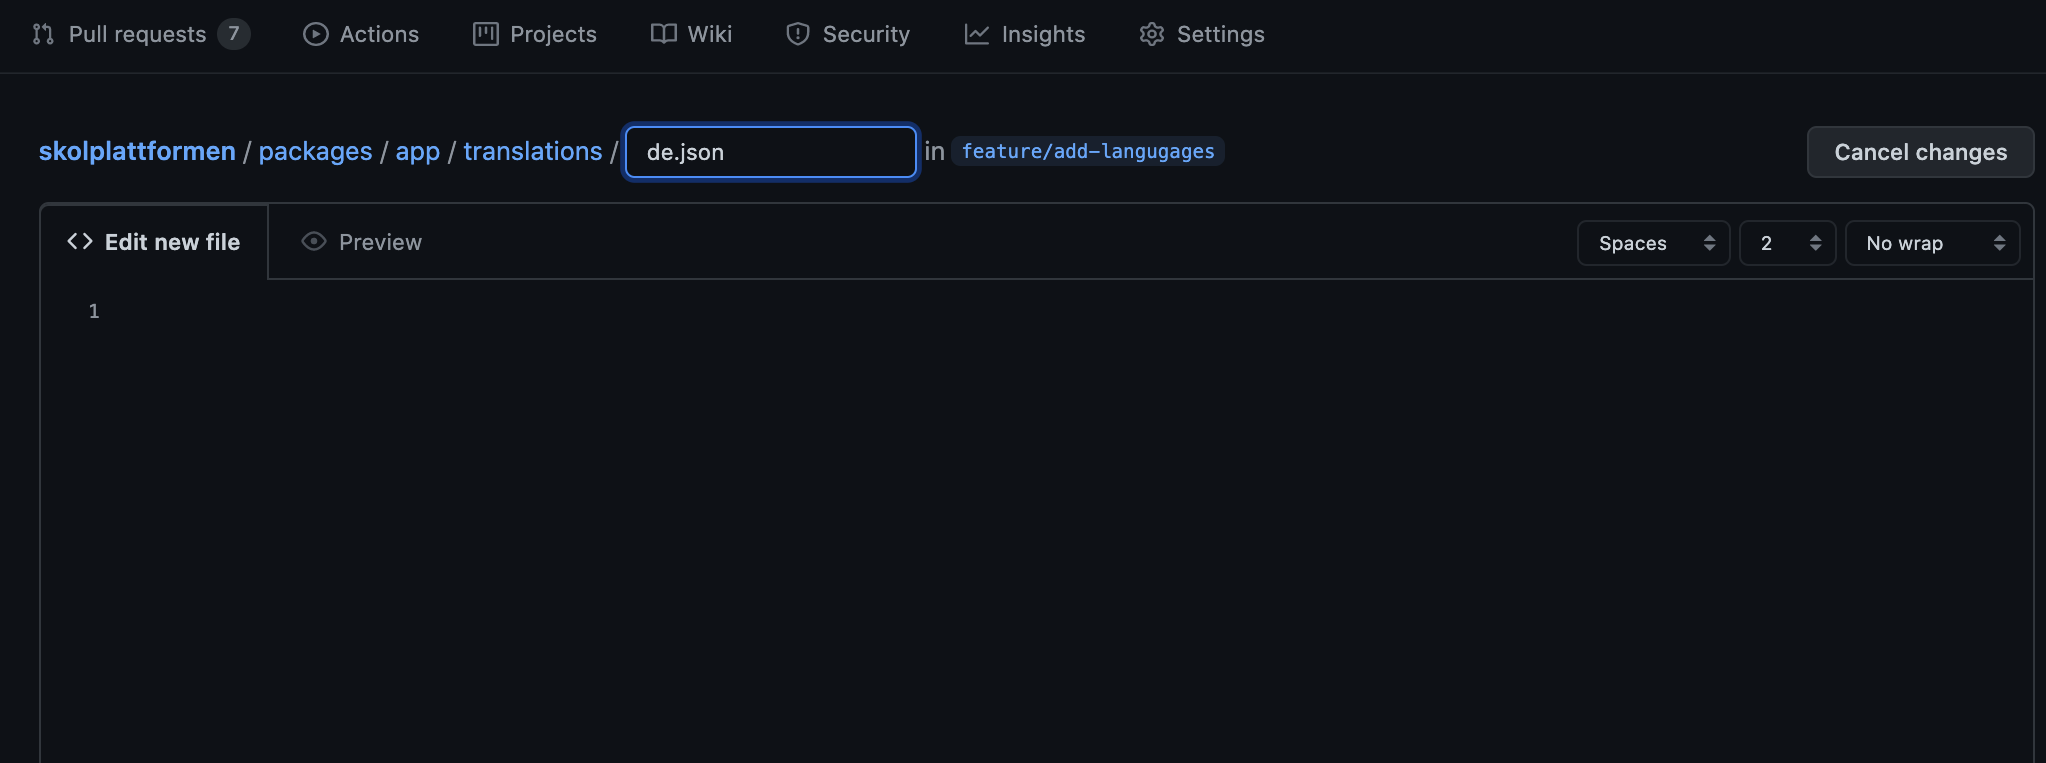 Pull requests 7 Actions Projects Wiki Security Insights Settings
skolplattformen / packages / app / translations / de.json in feature/add-langugages Cancel changes
<> Edit new file Preview Spaces 2 No wrap
1